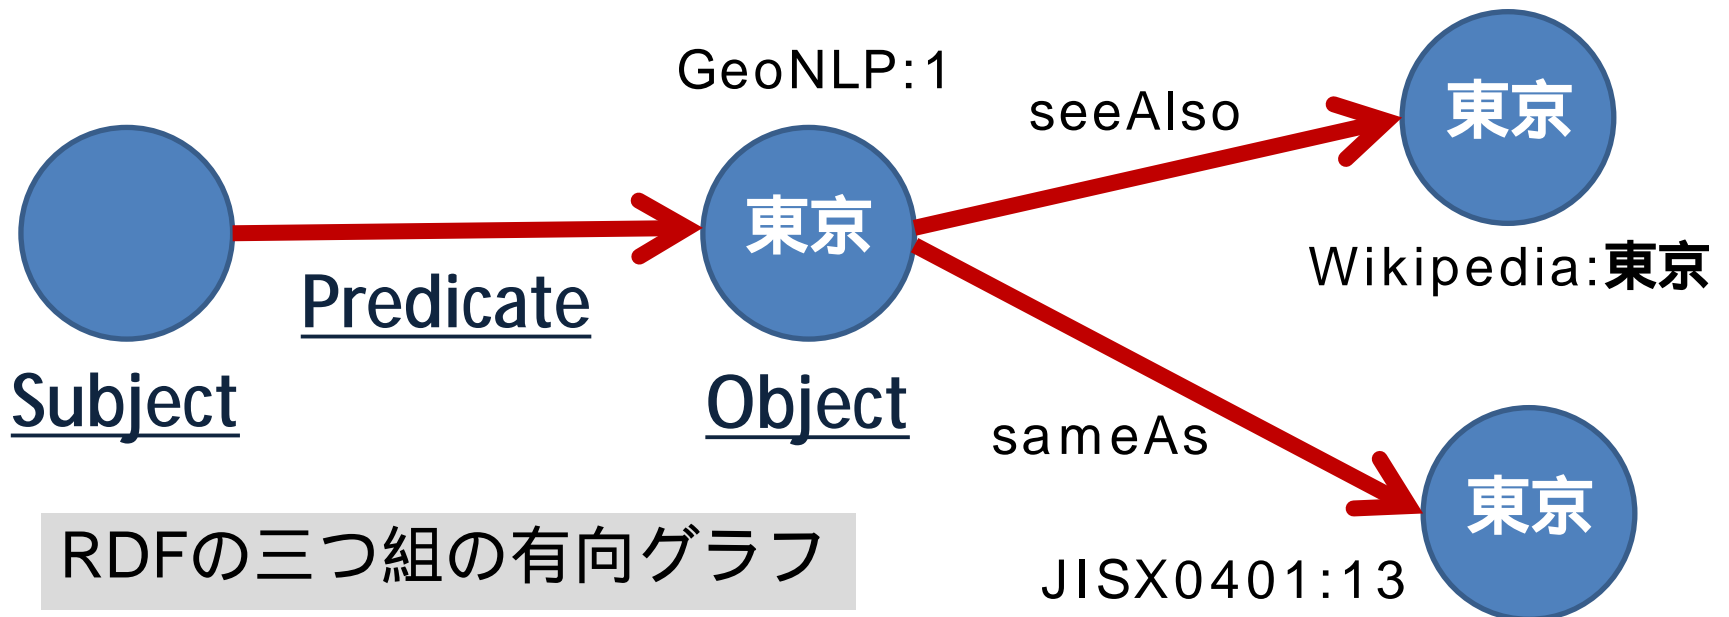 GeoNLP:1
seeAlso
東京
東京
Wikipedia:東京
Predicate
Subject
Object
sameAs
東京
RDFの三つ組の有向グラフ
JISX0401:13